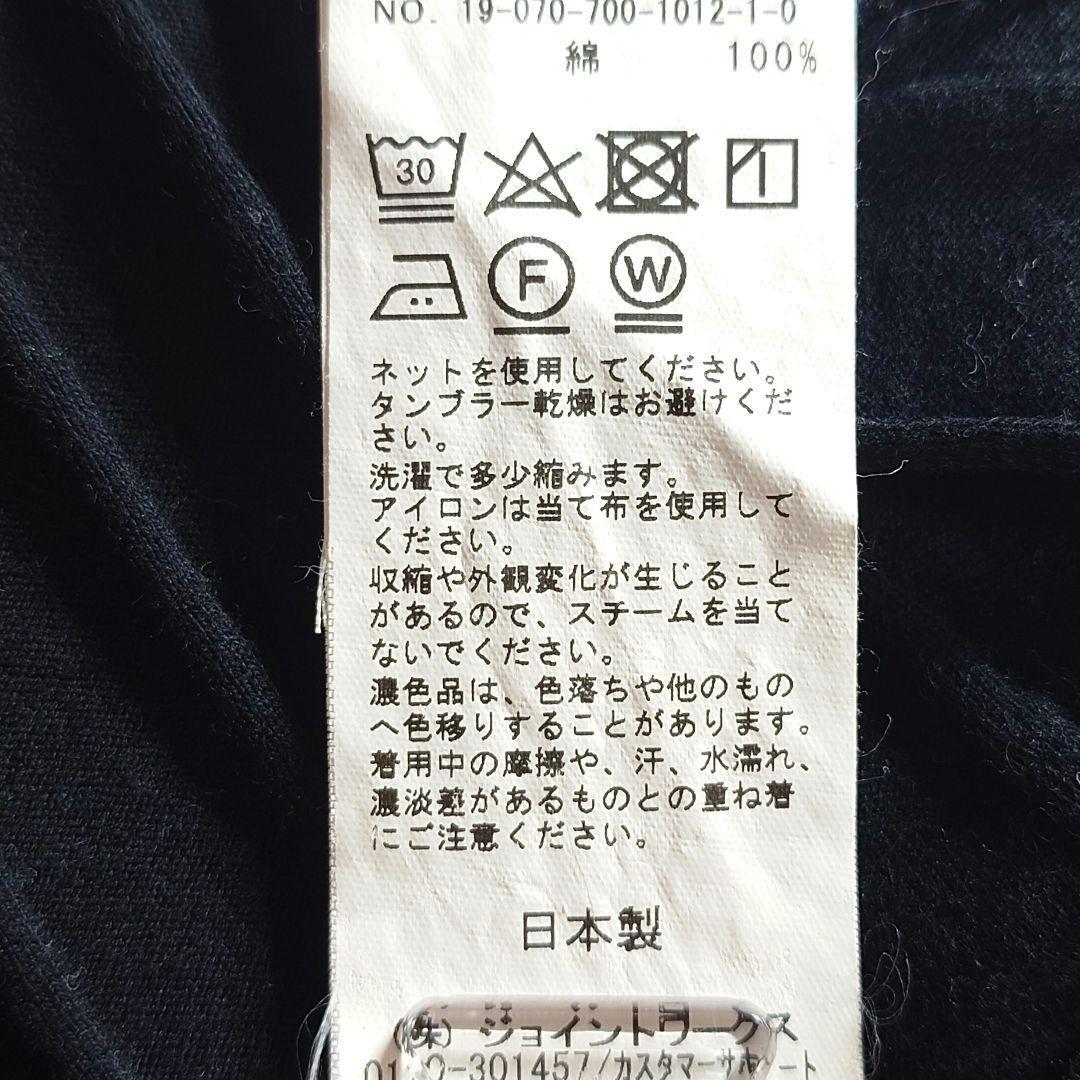 NO. 19-070-700-1012-1-0
綿 100%
30
F W
ネットを使用してください。
タンブラー乾燥はお避けくだ
さい。
洗濯で多少縮みます。
アイロンは当て布を使用して
ください。
収縮や外観変化が生じること
があるので、スチームを当て
ないでください。
濃色品は、色落ちや他のもの
へ色移りすることがあります。
着用中の摩擦や、汗、水濡れ、
濃淡差があるものとの重ね着
にご注意ください。
日本製
(株)ジョイントワークス
-301457/カスタマーサポート